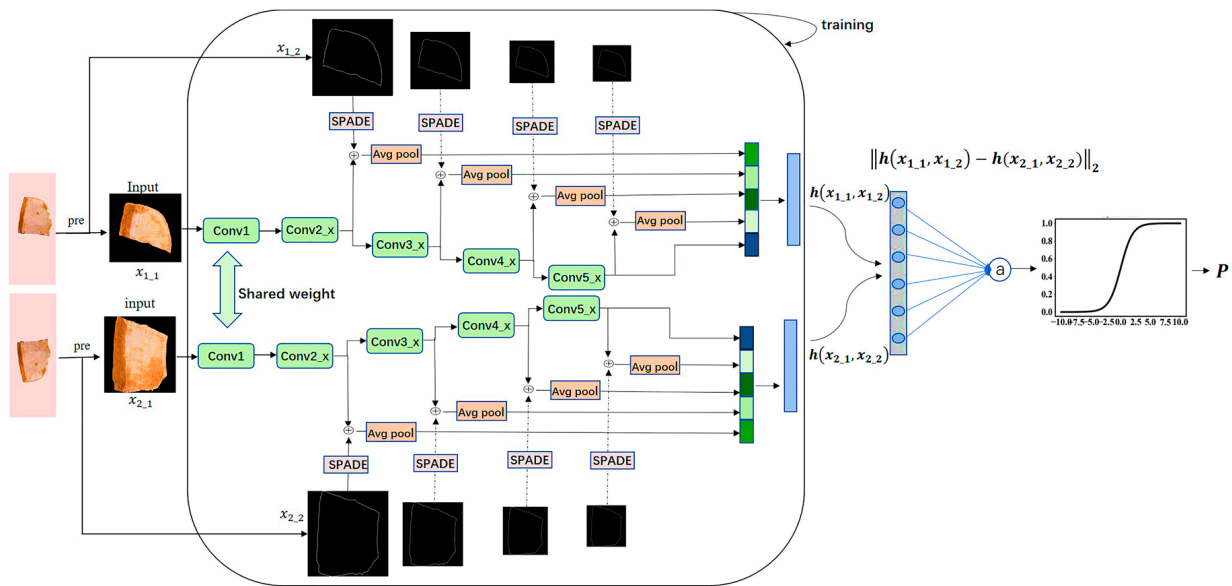 training
x1_2
SPADE
SPADE
SPADE
SPADE
Avg pool
Avg pool
Avg pool
Avg pool
‖h(x1_1, x1_2) − h(x2_1, x2_2)‖2
Input
pre
h(x1_1, x1_2)
Conv1
Conv2_x
Conv3_x
Conv4_x
Conv5_x
x1_1
Shared weight
a
1.0
0.8
0.6
0.4
0.2
0.0
−10.0−7.5−5.0−2.50.0 2.5 5.0 7.5 10.0
P
input
pre
Conv1
Conv2_x
Conv3_x
Conv4_x
Conv5_x
x2_1
h(x2_1, x2_2)
Avg pool
Avg pool
Avg pool
Avg pool
SPADE
SPADE
SPADE
SPADE
x2_2